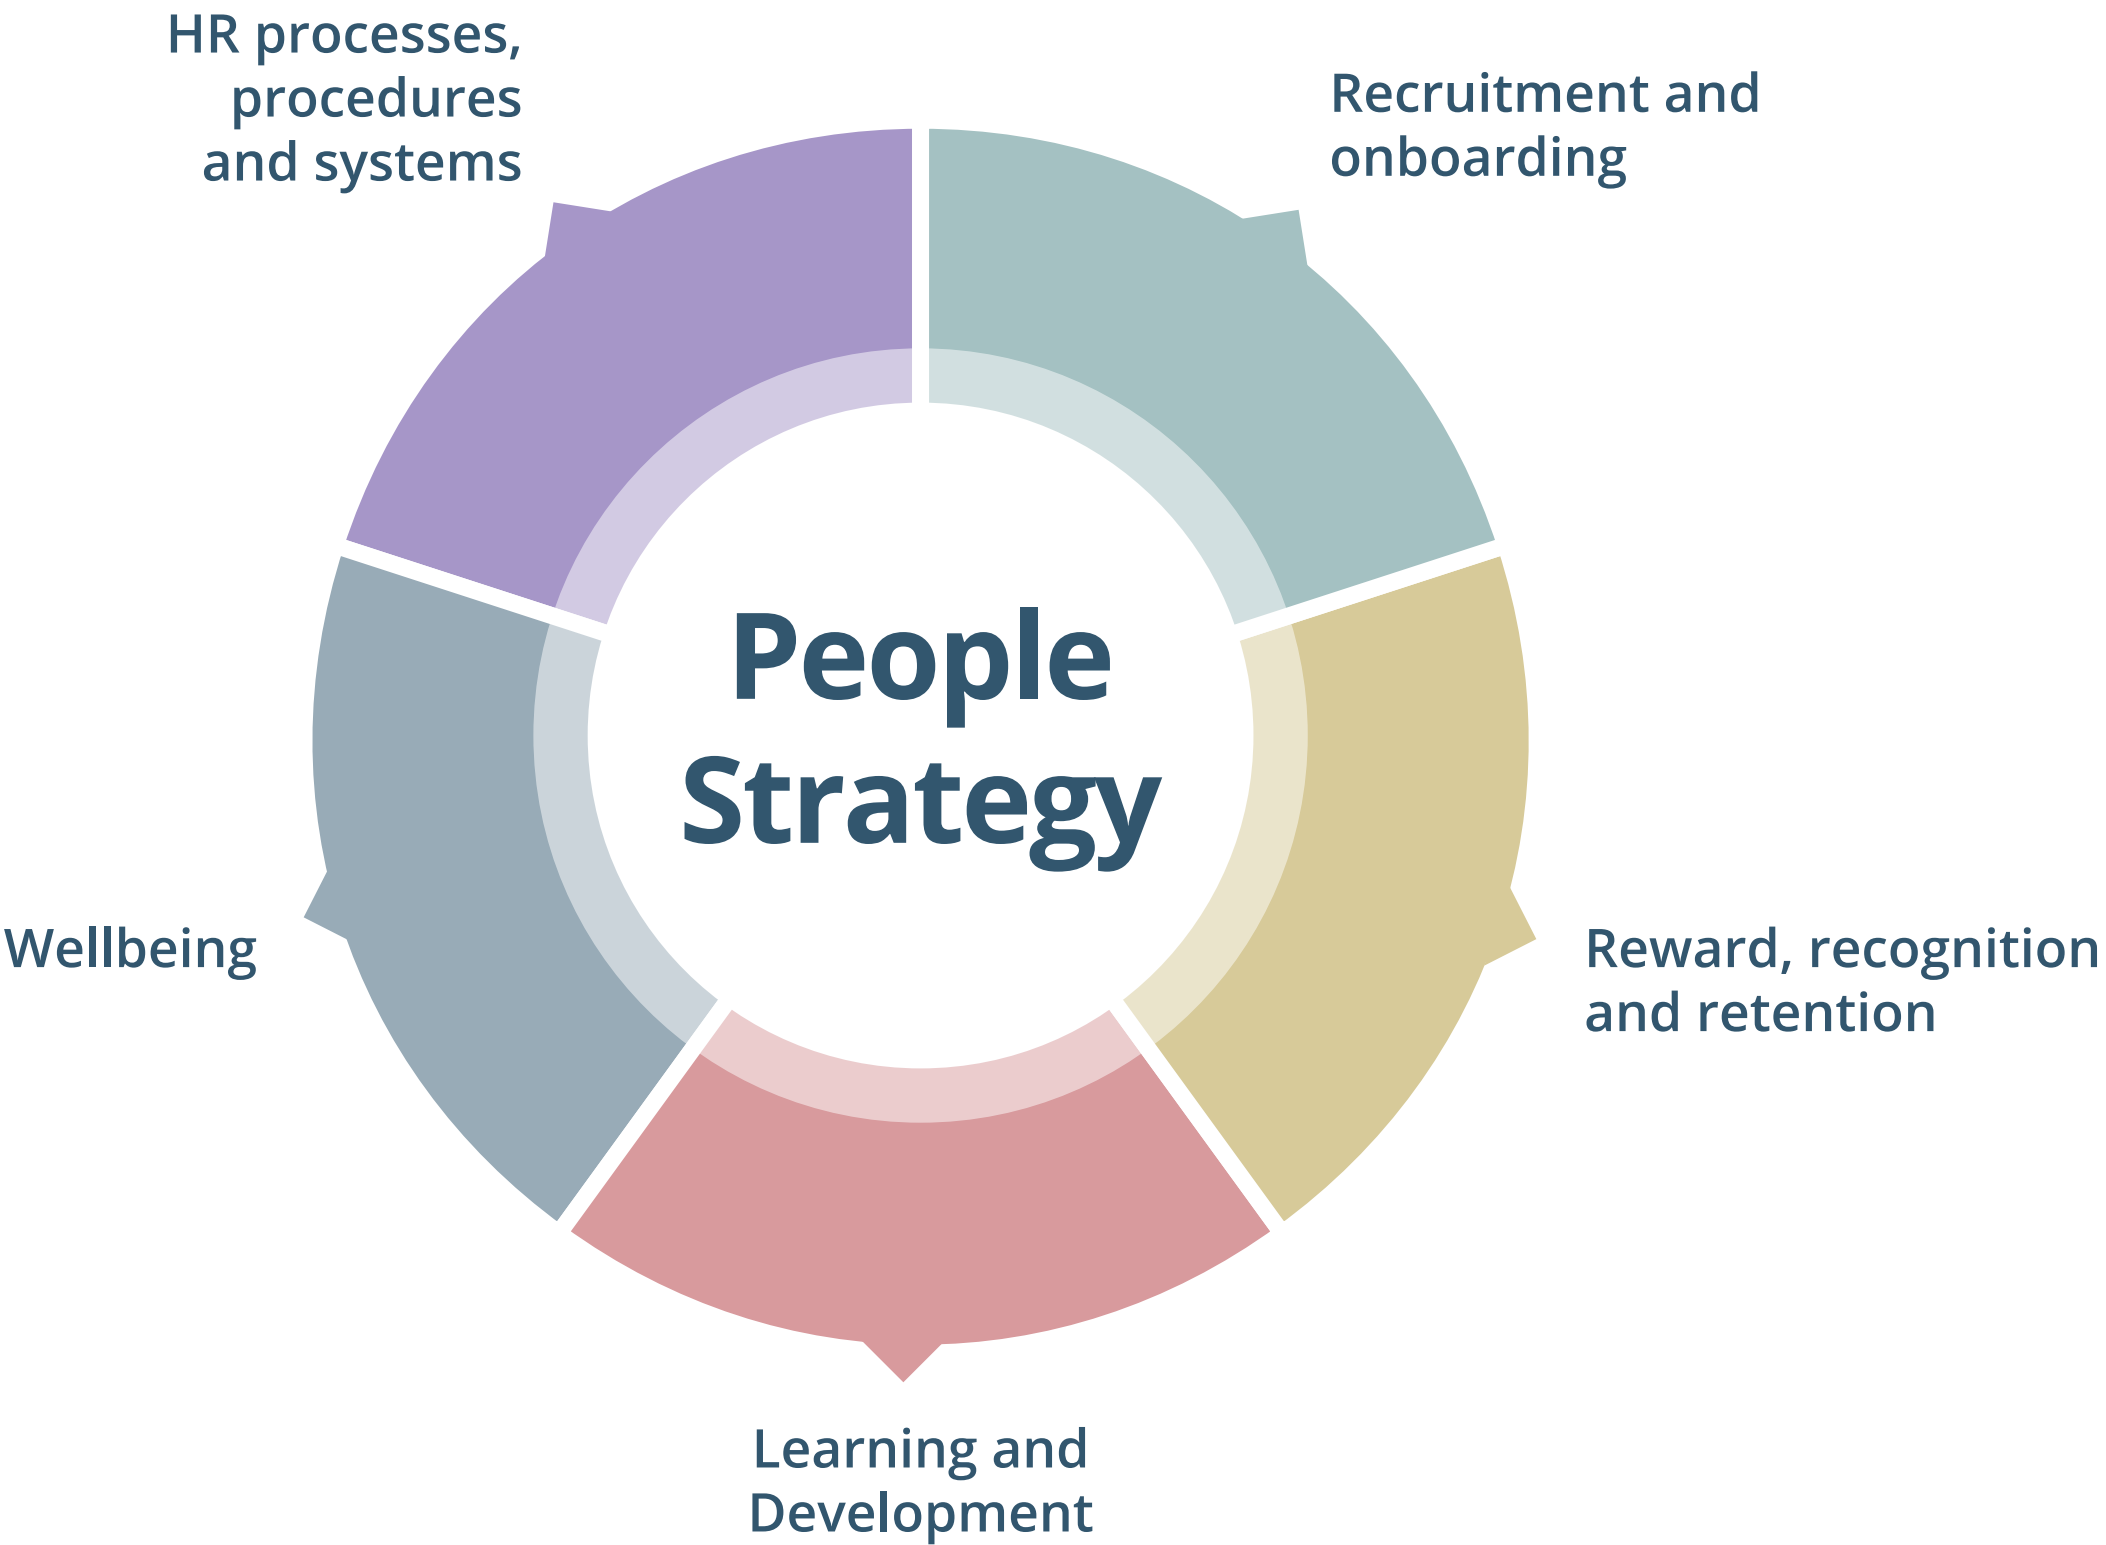 HR processes,
procedures
and systems
Recruitment and
onboarding
People
Strategy
Wellbeing
Reward, recognition
and retention
Learning and
Development